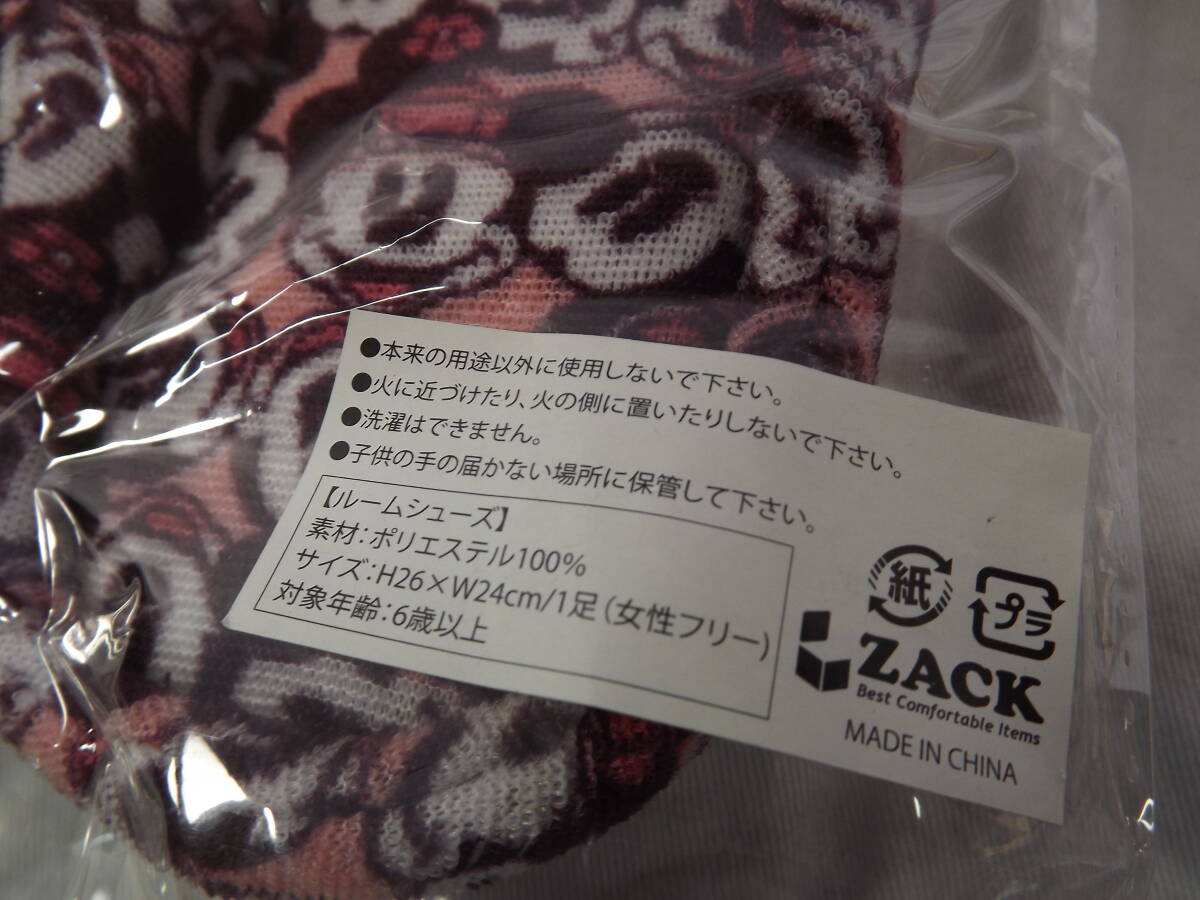 ●本来の用途以外に使用しないで下さい。
●火に近づけたり、火の側に置いたりしないで下さい。
●洗濯はできません。
●子供の手の届かない場所に保管して下さい。
【ルームシューズ】
素材：ポリエステル100％
サイズ：H26×W24cm/1足（女性フリー）
対象年齢：6歳以上
紙
プラ
ZACK
Best Comfortable Items
MADE IN CHINA